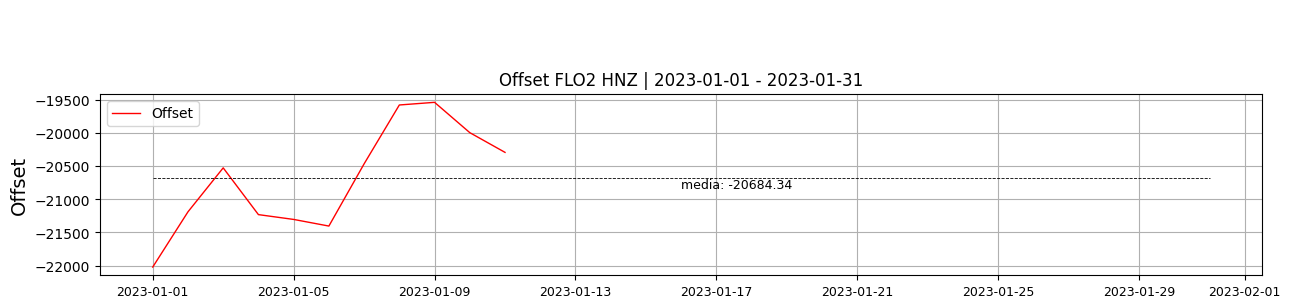 Offset FLO2 HNZ | 2023-01-01 - 2023-01-31
Offset
Offset
−19500
−20000
−20500
−21000
−21500
−22000
media: -20684.34
2023-01-01 2023-01-05 2023-01-09 2023-01-13 2023-01-17 2023-01-21 2023-01-25 2023-01-29 2023-02-01